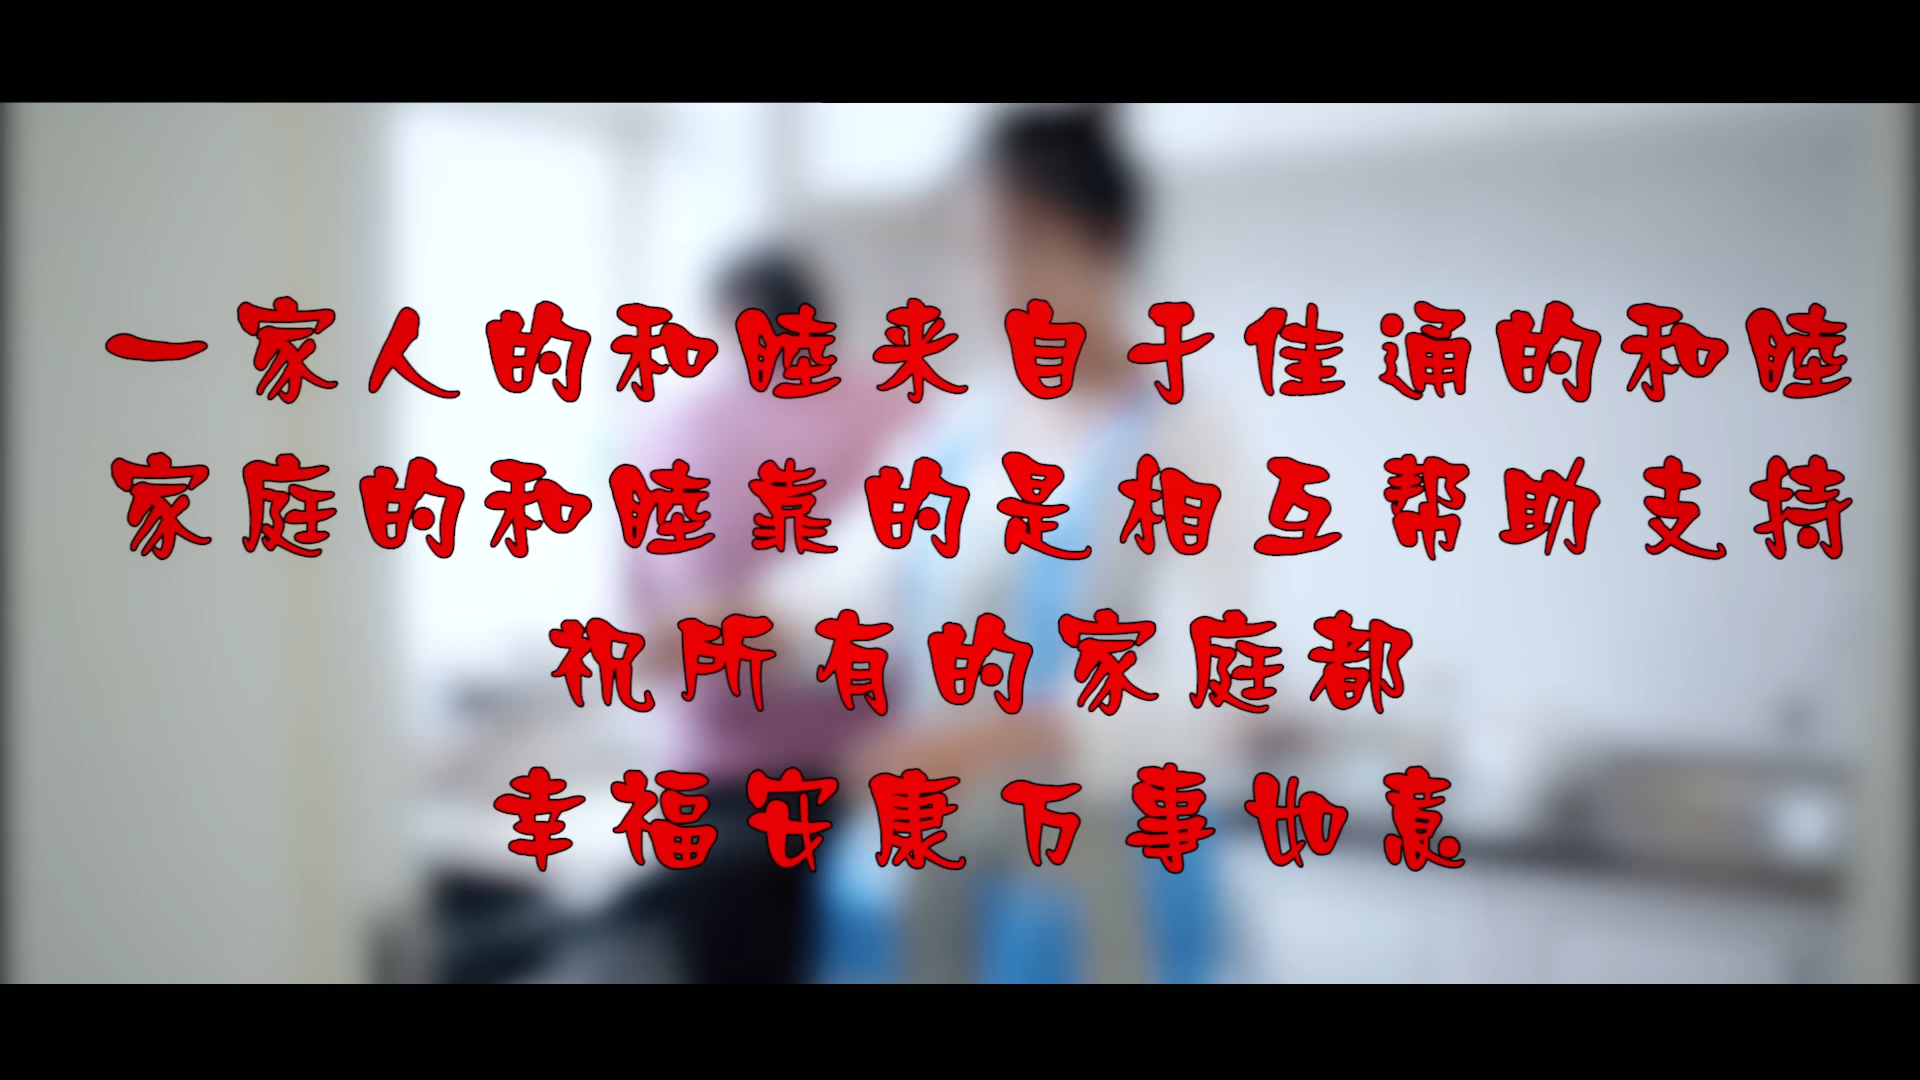 一家人的和睦来自于佳通的和睦
家庭的和睦靠的是相互帮助支持
祝所有的家庭都
幸福安康万事如意